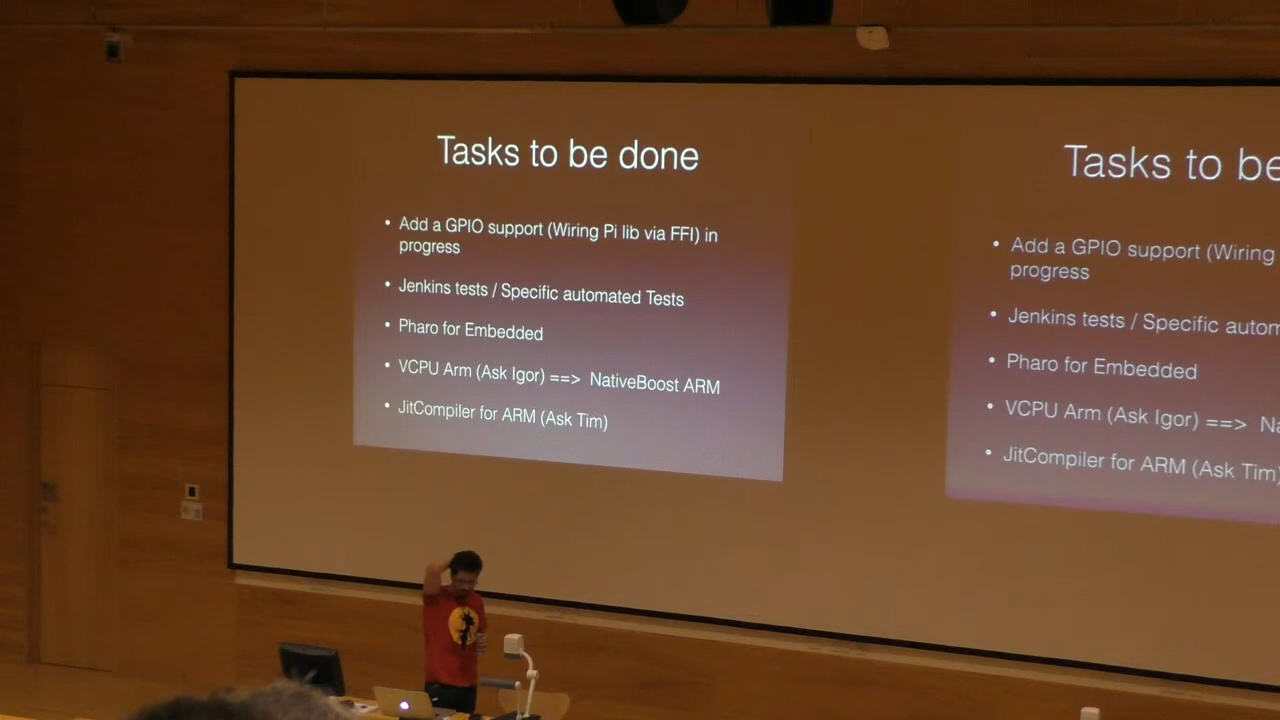 Tasks to be done
• Add a GPIO support (Wiring Pi lib via FFI) in
progress
• Jenkins tests / Specific automated Tests
• Pharo for Embedded
• VCPU Arm (Ask Igor) ==> NativeBoost ARM
• JitCompiler for ARM (Ask Tim)
Tasks to be
• Add a GPIO support (Wiring
progress
• Jenkins tests / Specific autom
• Pharo for Embedded
• VCPU Arm (Ask Igor) ==> Na
• JitCompiler for ARM (Ask Tim)